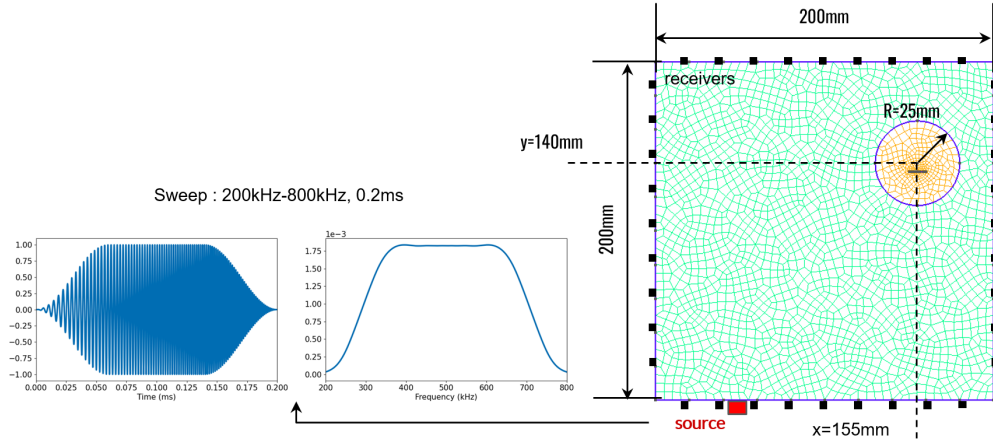 200mm
receivers
R=25mm
y=140mm
200mm
Sweep : 200kHz-800kHz, 0.2ms
1e−3
1.00
0.75
0.50
0.25
0.00
−0.25
−0.50
−0.75
−1.00
0.000 0.025 0.050 0.075 0.100 0.125 0.150 0.175 0.200
Time (ms)
1.75
1.50
1.25
1.00
0.75
0.50
0.25
0.00
200 300 400 500 600 700 800
Frequency (kHz)
source
x=155mm